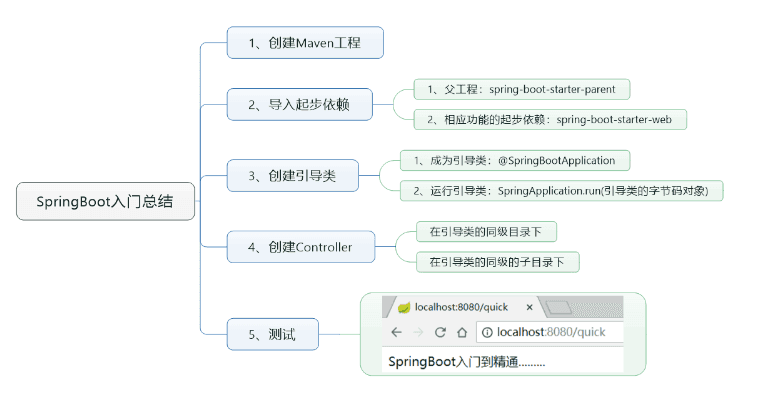 SpringBoot入门总结
1、创建Maven工程
2、导入起步依赖
1、父工程：spring-boot-starter-parent
2、相应功能的起步依赖：spring-boot-starter-web
3、创建引导类
1、成为引导类：@SpringBootApplication
2、运行引导类：SpringApplication.run(引导类的字节码对象)
4、创建Controller
在引导类的同级目录下
在引导类的同级的子目录下
5、测试
localhost:8080/quick
localhost:8080/quick
SpringBoot入门到精通.........